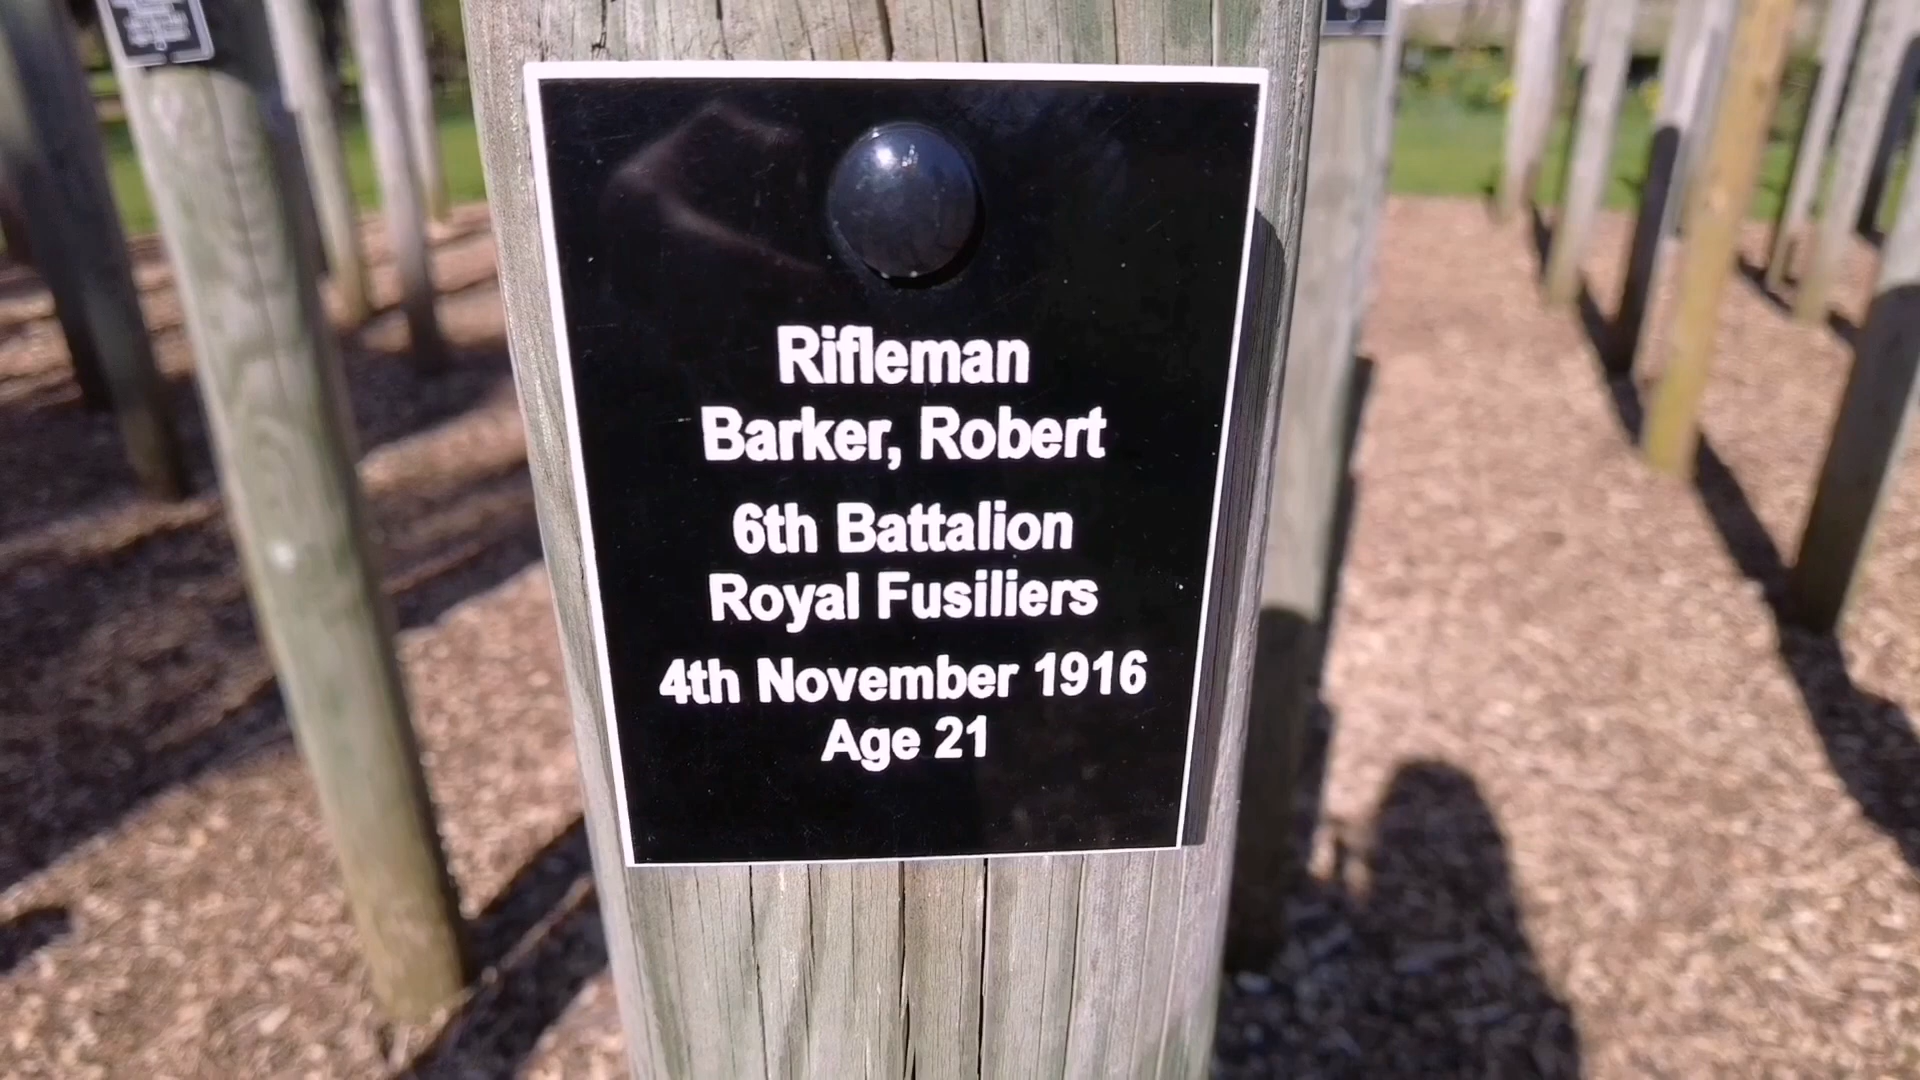 Rifleman
Barker, Robert
6th Battalion
Royal Fusiliers
4th November 1916
Age 21